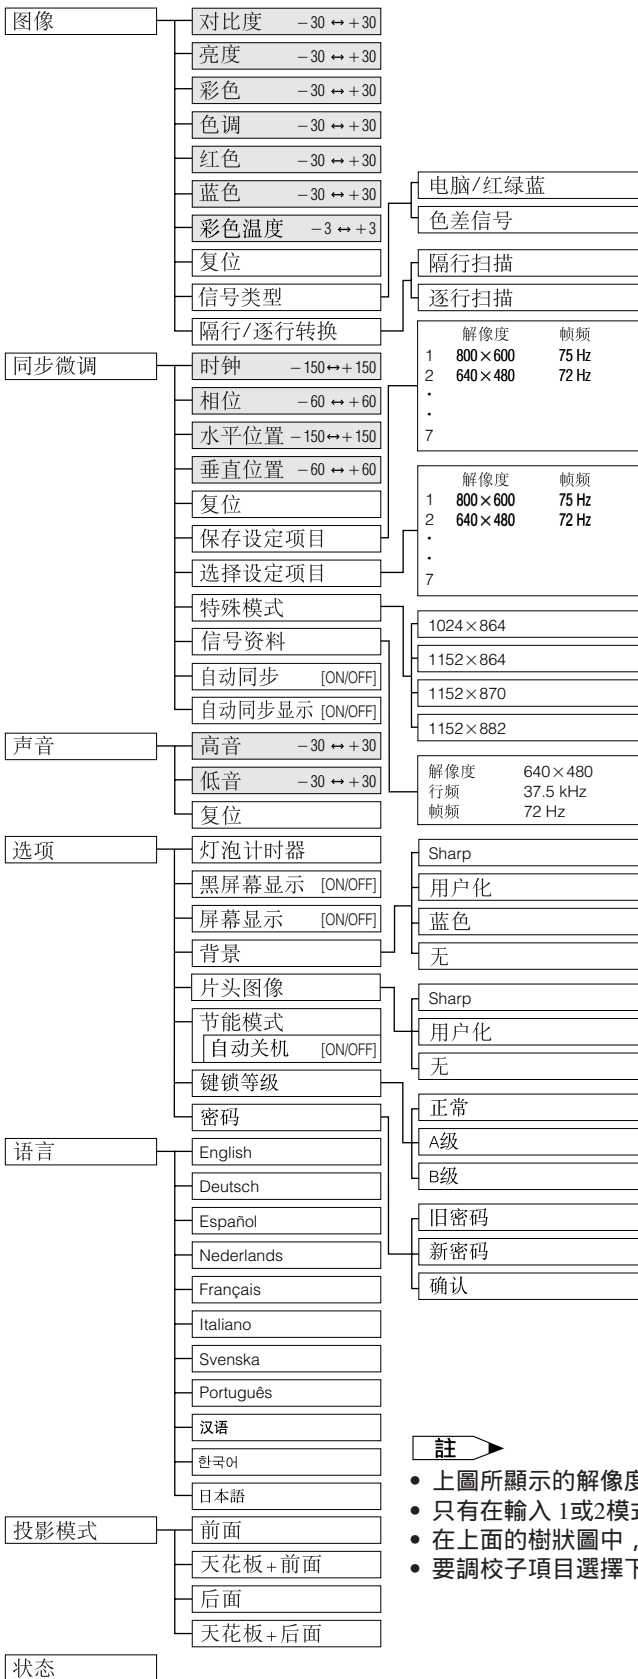 图像
对比度 −30 ↔ +30
亮度 −30 ↔ +30
彩色 −30 ↔ +30
色调 −30 ↔ +30
红色 −30 ↔ +30
蓝色 −30 ↔ +30
彩色温度 −3 ↔ +3
复位
信号类型
电脑/红绿蓝
色差信号
隔行/逐行转换
隔行扫描
逐行扫描
同步微调
时钟 −150↔+150
相位 −60 ↔ +60
水平位置 −150↔+150
垂直位置 −60 ↔ +60
复位
保存设定项目
解像度 帧频
1 800×600 75 Hz
2 640×480 72 Hz
·
·
7
选择设定项目
解像度 帧频
1 800×600 75 Hz
2 640×480 72 Hz
·
·
7
特殊模式
1024×864
1152×864
1152×870
1152×882
信号资料
解像度 640×480
行频 37.5 kHz
帧频 72 Hz
自动同步 [ON/OFF]
自动同步显示 [ON/OFF]
声音
高音 −30 ↔ +30
低音 −30 ↔ +30
复位
选项
灯泡计时器
黑屏幕显示 [ON/OFF]
屏幕显示 [ON/OFF]
背景
Sharp
用户化
蓝色
无
片头图像
Sharp
用户化
无
节能模式
自动关机 [ON/OFF]
键锁等级
正常
A级
B级
密码
旧密码
新密码
确认
语言
English
Deutsch
Español
Nederlands
Français
Italiano
Svenska
Português
汉语
한국어
日本語
投影模式
前面
天花板+前面
后面
天花板+后面
状态
註
• 上圖所顯示的解像度
• 只有在輸入 1或2模
• 在上面的樹狀圖中，
• 要調校子項目選擇